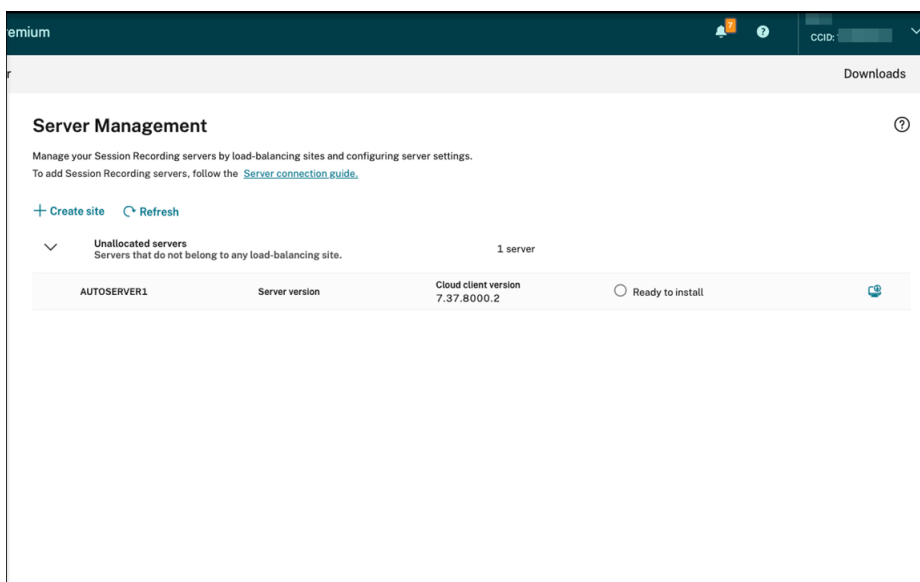 remium
7
?
CCID:
r
Downloads
Server Management
?
Manage your Session Recording servers by load-balancing sites and configuring server settings.
To add Session Recording servers, follow the Server connection guide.
+ Create site Refresh
Unallocated servers
Servers that do not belong to any load-balancing site.
1 server
AUTOSERVER1
Server version
Cloud client version
7.37.8000.2
Ready to install